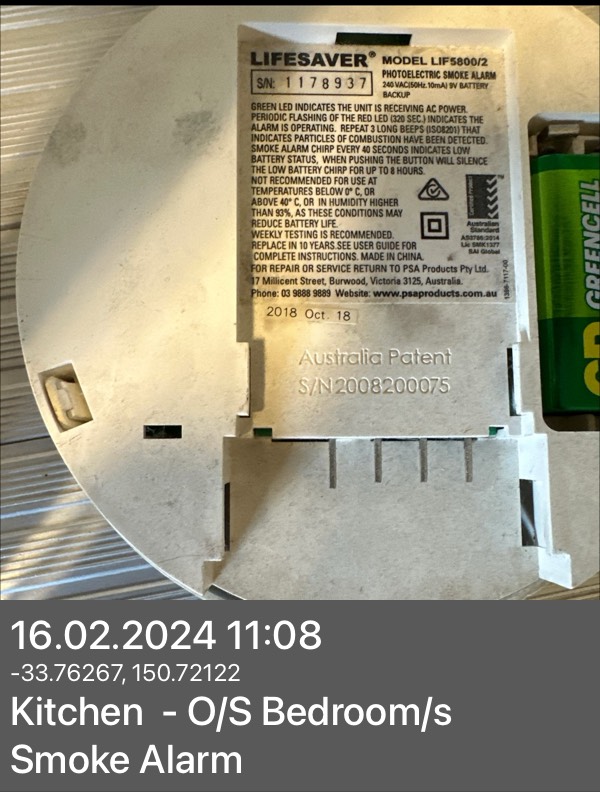 LIFESAVER® MODEL LIF5800/2
S/N: 1178937
PHOTOELECTRIC SMOKE ALARM
240 VAC(50Hz.10mA) 9V BATTERY
BACKUP
GREEN LED INDICATES THE UNIT IS RECEIVING AC POWER.
PERIODIC FLASHING OF THE RED LED (320 SEC.) INDICATES THE
ALARM IS OPERATING. REPEAT 3 LONG BEEPS (ISO8201) THAT
INDICATES PARTICLES OF COMBUSTION HAVE BEEN DETECTED.
SMOKE ALARM CHIRP EVERY 40 SECONDS INDICATES LOW
BATTERY STATUS, WHEN PUSHING THE BUTTON WILL SILENCE
THE LOW BATTERY CHIRP FOR UP TO 8 HOURS.
NOT RECOMMENDED FOR USE AT
TEMPERATURES BELOW 0° C, OR
ABOVE 40° C, OR IN HUMIDITY HIGHER
THAN 93%, AS THESE CONDITIONS MAY
REDUCE BATTERY LIFE.
WEEKLY TESTING IS RECOMMENDED.
REPLACE IN 10 YEARS.SEE USER GUIDE FOR
COMPLETE INSTRUCTIONS. MADE IN CHINA.
Australian
Standard
AS3786:2014
Lic SMK1377
SAI Global
FOR REPAIR OR SERVICE RETURN TO PSA Products Pty Ltd.
17 Millicent Street, Burwood, Victoria 3125, Australia.
Phone: 03 9888 9889 Website: www.psaproducts.com.au
2018 Oct. 18
Australia Patent
S/N2008200075
GREENCELL
GP
16.02.2024 11:08
-33.76267, 150.72122
Kitchen - O/S Bedroom/s
Smoke Alarm